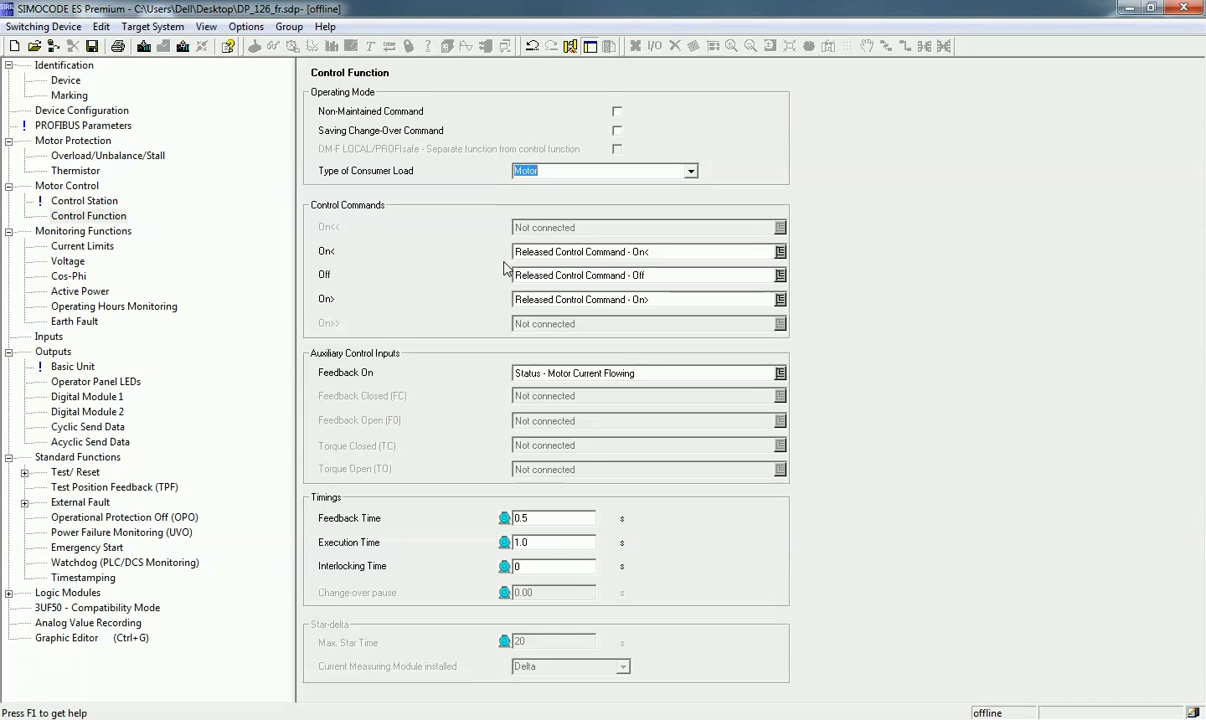 SIMOCODE ES Premium - C:\Users\Dell\Desktop\DP_126_fr.sdp- [offline]
Switching Device Edit Target System View Options Group Help
Identification
Device
Marking
Device Configuration
! PROFIBUS Parameters
Motor Protection
Overload/Unbalance/Stall
Thermistor
Motor Control
! Control Station
Control Function
Monitoring Functions
Current Limits
Voltage
Cos-Phi
Active Power
Operating Hours Monitoring
Earth Fault
Inputs
Outputs
! Basic Unit
Operator Panel LEDs
Digital Module 1
Digital Module 2
Cyclic Send Data
Acyclic Send Data
Standard Functions
Test/ Reset
Test Position Feedback (TPF)
External Fault
Operational Protection Off (OPO)
Power Failure Monitoring (UVO)
Emergency Start
Watchdog (PLC/DCS Monitoring)
Timestamping
Logic Modules
3UF50 - Compatibility Mode
Analog Value Recording
Graphic Editor (Ctrl+G)
Control Function
Operating Mode
Non-Maintained Command
Saving Change-Over Command
DM-F LOCAL/PROFIsafe - Separate function from control function
Type of Consumer Load Motor
Control Commands
On<< Not connected
On< Released Control Command - On<
Off Released Control Command - Off
On> Released Control Command - On>
On>> Not connected
Auxiliary Control Inputs
Feedback On Status - Motor Current Flowing
Feedback Closed (FC) Not connected
Feedback Open (FO) Not connected
Torque Closed (TC) Not connected
Torque Open (TO) Not connected
Timings
Feedback Time 0.5 s
Execution Time 1.0 s
Interlocking Time 0 s
Change-over pause 0.00 s
Star-delta
Max. Star Time 20 s
Current Measuring Module installed Delta
Press F1 to get help offline